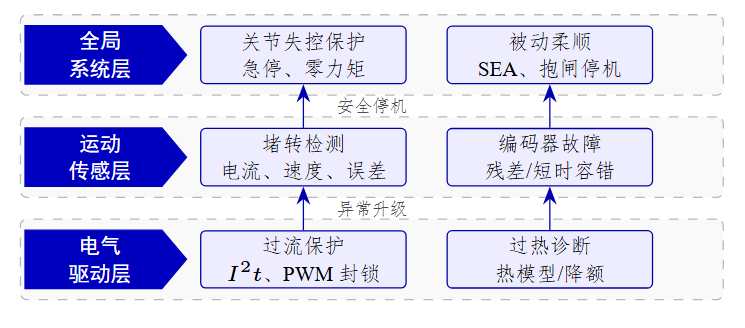 全局
系统层
关节失控保护
急停、零力矩
被动柔顺
SEA、抱闸停机
安全停机
运动
传感层
堵转检测
电流、速度、误差
编码器故障
残差/短时容错
异常升级
电气
驱动层
过流保护
I²t、PWM 封锁
过热诊断
热模型/降额